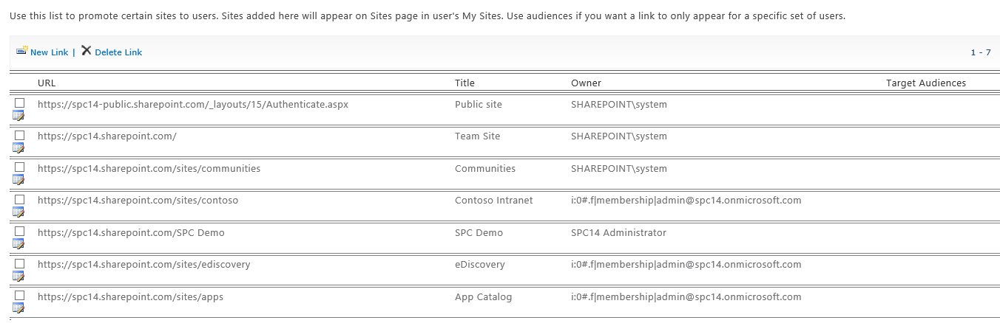 Use this list to promote certain sites to users. Sites added here will appear on Sites page in user's My Sites. Use audiences if you want a link to only appear for a specific set of users.
New Link | Delete Link 1 - 7
URL Title Owner Target Audiences
https://spc14-public.sharepoint.com/_layouts/15/Authenticate.aspx Public site SHAREPOINT\system
https://spc14.sharepoint.com/ Team Site SHAREPOINT\system
https://spc14.sharepoint.com/sites/communities Communities SHAREPOINT\system
https://spc14.sharepoint.com/sites/contoso Contoso Intranet i:0#.f|membership|admin@spc14.onmicrosoft.com
https://spc14.sharepoint.com/SPC Demo SPC Demo SPC14 Administrator
https://spc14.sharepoint.com/sites/ediscovery eDiscovery i:0#.f|membership|admin@spc14.onmicrosoft.com
https://spc14.sharepoint.com/sites/apps App Catalog i:0#.f|membership|admin@spc14.onmicrosoft.com